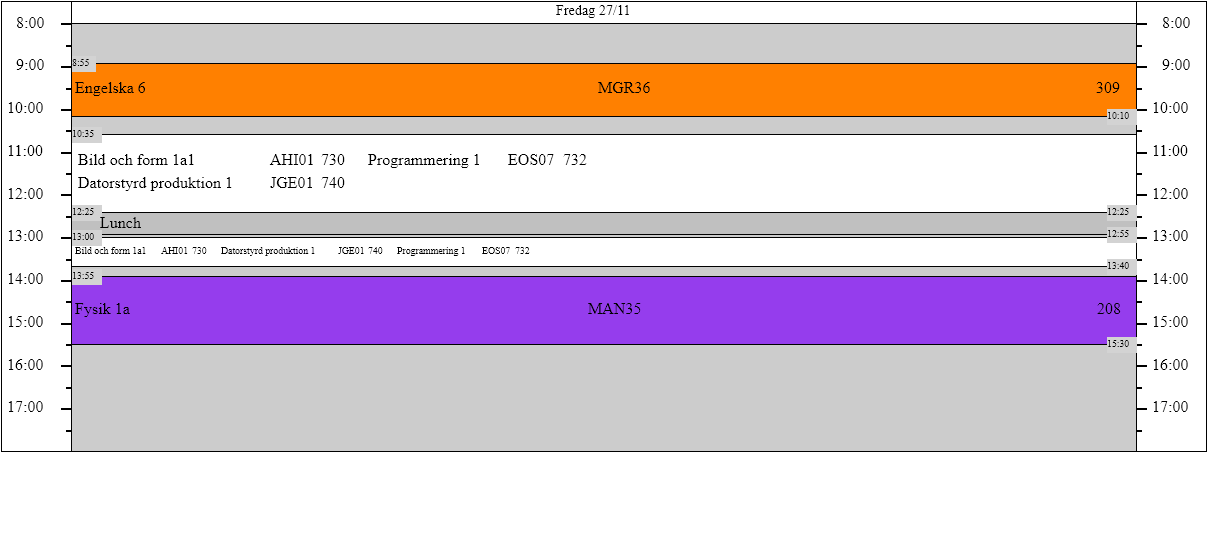 Fredag 27/11
8:00 8:00
8:55
9:00 9:00
Engelska 6 MGR36 309
10:00 10:00
10:10
10:35
11:00 11:00
Bild och form 1a1 AHI01 730 Programmering 1 EOS07 732
Datorstyrd produktion 1 JGE01 740
12:00 12:00
12:25 12:25
Lunch
12:55
13:00 13:00 13:00
Bild och form 1a1 AHI01 730 Datorstyrd produktion 1 JGE01 740 Programmering 1 EOS07 732
13:40
13:55
14:00 14:00
Fysik 1a MAN35 208
15:00 15:00
15:30
16:00 16:00
17:00 17:00